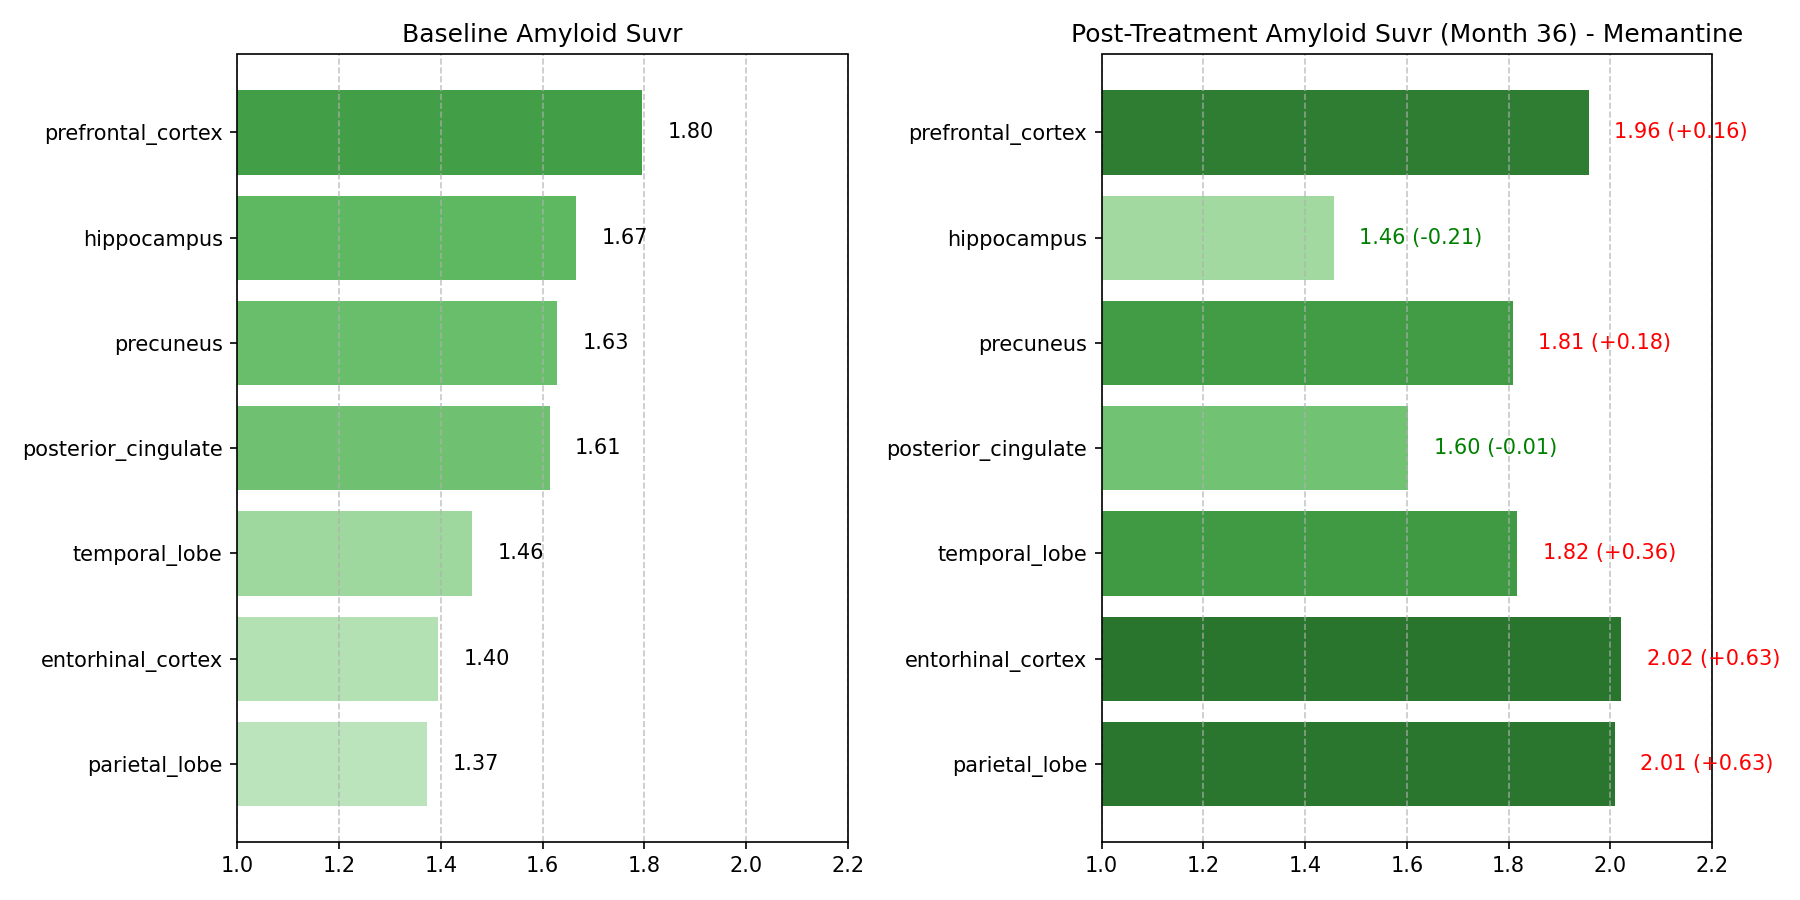 Baseline Amyloid Suvr
prefrontal_cortex
1.80
hippocampus
1.67
precuneus
1.63
posterior_cingulate
1.61
temporal_lobe
1.46
entorhinal_cortex
1.40
parietal_lobe
1.37
1.0 1.2 1.4 1.6 1.8 2.0 2.2
Post-Treatment Amyloid Suvr (Month 36) - Memantine
prefrontal_cortex
1.96 (+0.16)
hippocampus
1.46 (-0.21)
precuneus
1.81 (+0.18)
posterior_cingulate
1.60 (-0.01)
temporal_lobe
1.82 (+0.36)
entorhinal_cortex
2.02 (+0.63)
parietal_lobe
2.01 (+0.63)
1.0 1.2 1.4 1.6 1.8 2.0 2.2